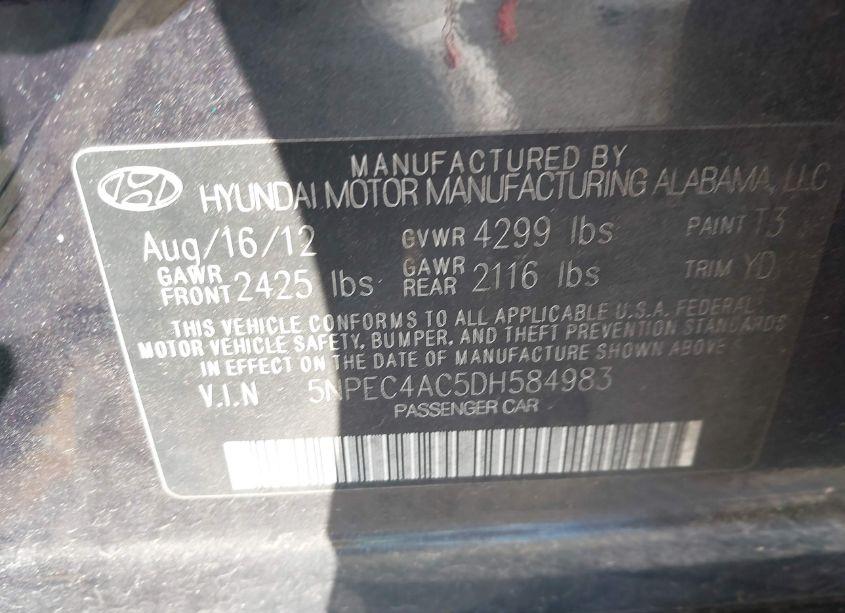 MANUFACTURED BY
HYUNDAI MOTOR MANUFACTURING ALABAMA, LLC
Aug/16/12 GVWR 4299 lbs PAINT T3
GAWR FRONT 2425 lbs GAWR REAR 2116 lbs TRIM YD
THIS VEHICLE CONFORMS TO ALL APPLICABLE U.S.A. FEDERAL
MOTOR VEHICLE SAFETY, BUMPER, AND THEFT PREVENTION STANDARDS
IN EFFECT ON THE DATE OF MANUFACTURE SHOWN ABOVE.
V.I.N 5NPEC4AC5DH584983
PASSENGER CAR